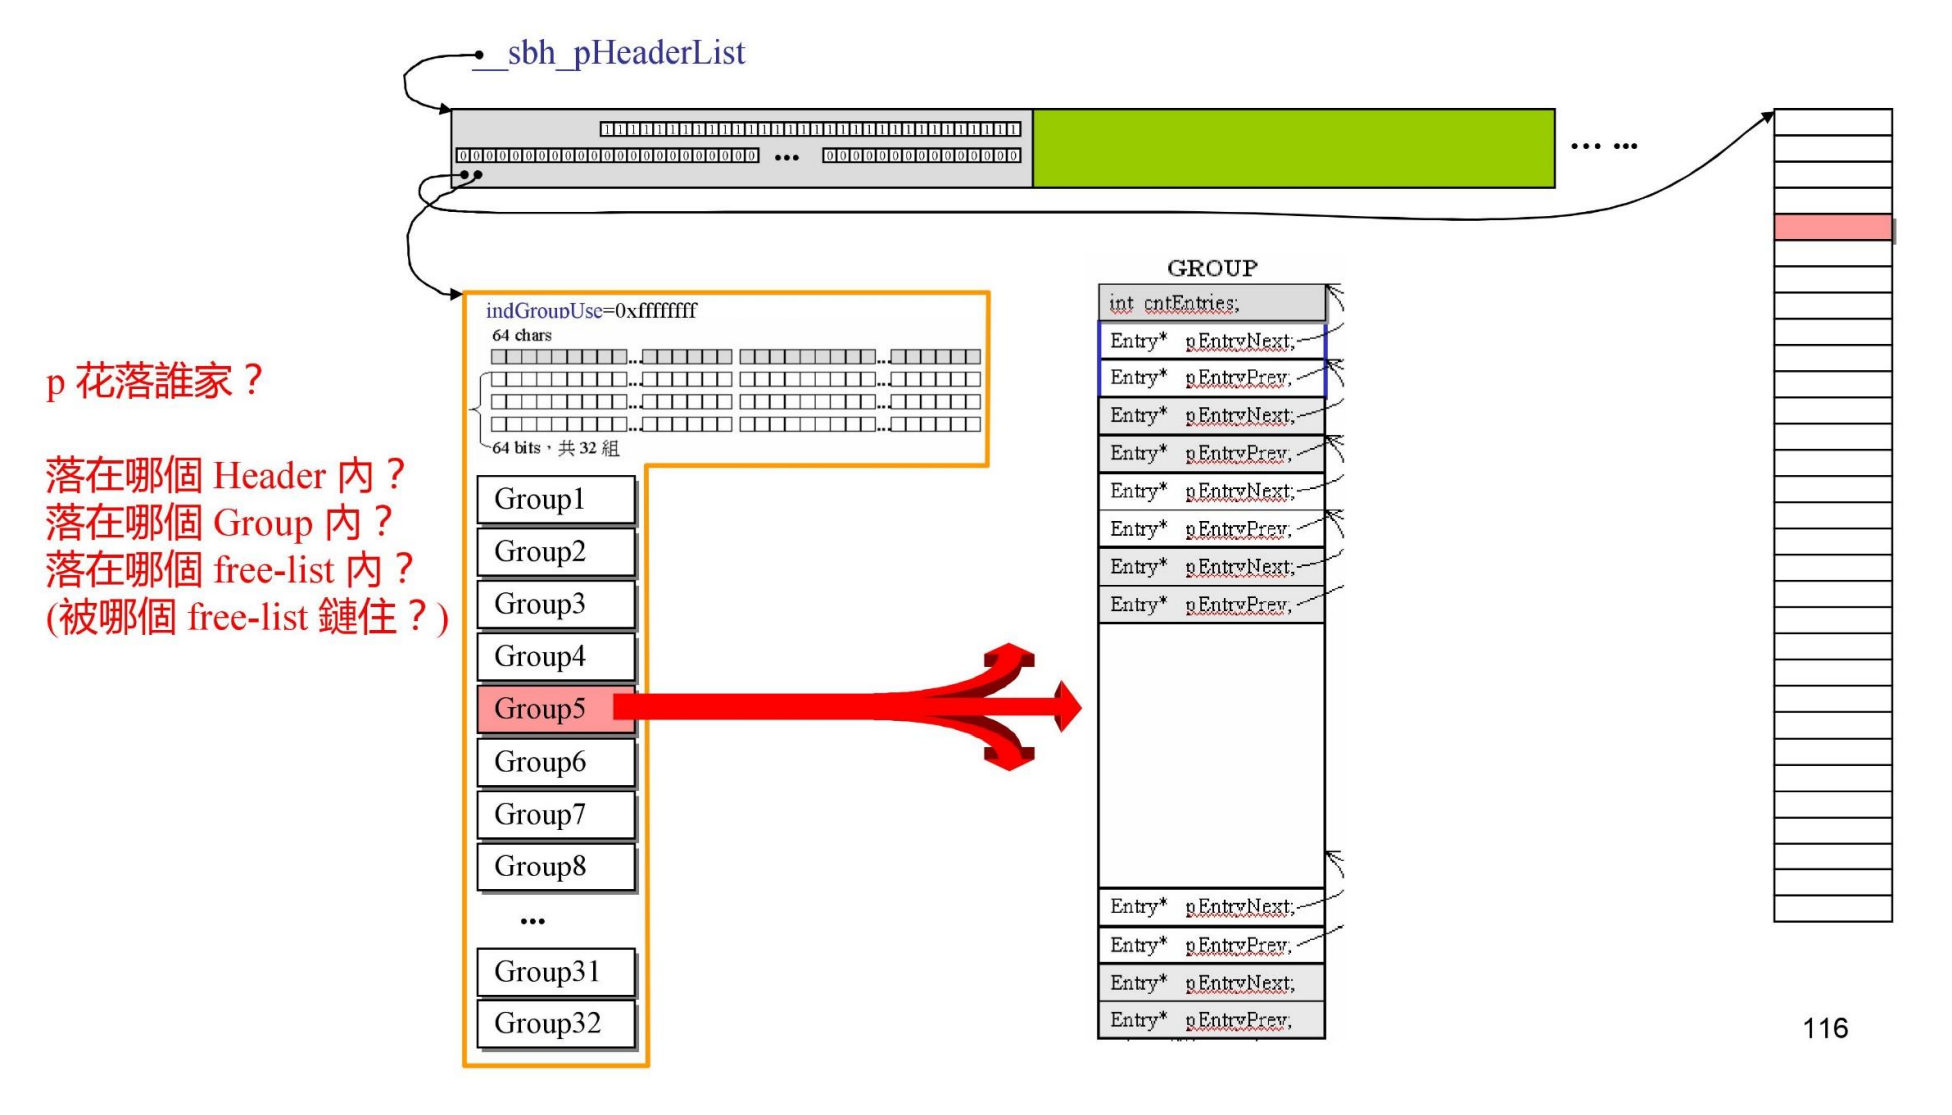 __sbh_pHeaderList
11111111111111111111111111111111
00000000000000000000000 ... 000000000000000
... ...
indGroupUse=0xffffffff
64 chars
64 bits，共 32 組
p 花落誰家？
落在哪個 Header 內？
落在哪個 Group 內？
落在哪個 free-list 內？
(被哪個 free-list 鏈住？)
Group1
Group2
Group3
Group4
Group5
Group6
Group7
Group8
...
Group31
Group32
GROUP
int cntEntries;
Entry* pEntryNext;
Entry* pEntryPrev;
Entry* pEntryNext;
Entry* pEntryPrev;
Entry* pEntryNext;
Entry* pEntryPrev;
Entry* pEntryNext;
Entry* pEntryPrev;
Entry* pEntryNext;
Entry* pEntryPrev;
Entry* pEntryNext;
Entry* pEntryPrev;
116